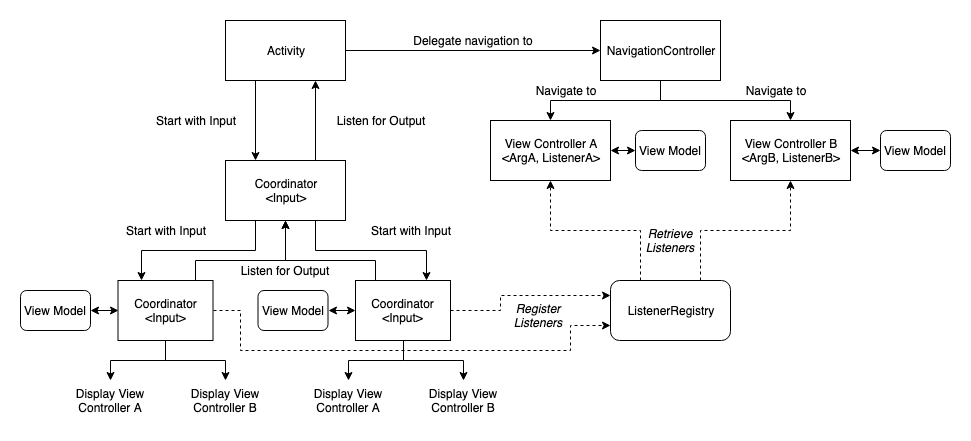 Activity
Delegate navigation to
NavigationController
Navigate to
Navigate to
Start with Input
Listen for Output
View Controller A
<ArgA, ListenerA>
View Model
View Controller B
<ArgB, ListenerB>
View Model
Coordinator
<Input>
Start with Input
Start with Input
Retrieve
Listeners
Listen for Output
View Model
Coordinator
<Input>
View Model
Coordinator
<Input>
Register
Listeners
ListenerRegistry
Display View
Controller A
Display View
Controller B
Display View
Controller A
Display View
Controller B